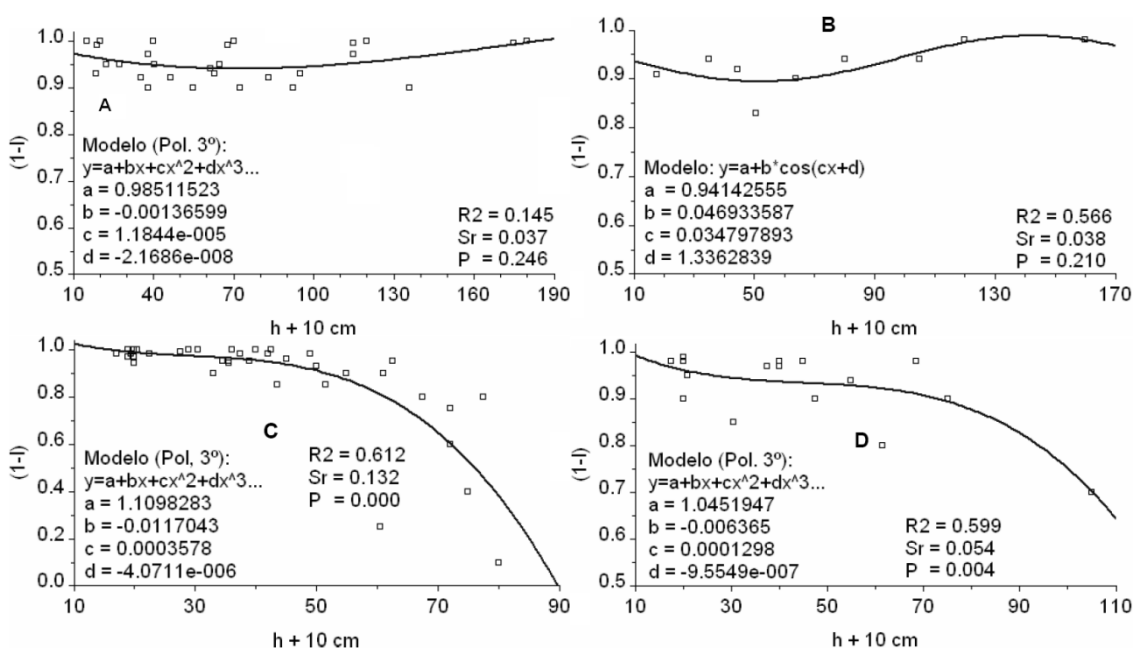 A
(1-I)
1.0
0.9
0.8
0.7
0.6
0.5
Modelo (Pol. 3º):
y=a+bx+cx^2+dx^3...
a = 0.98511523
b = -0.00136599
c = 1.1844e-005
d = -2.1686e-008
R2 = 0.145
Sr = 0.037
P = 0.246
10 40 70 100 130 160 190
h + 10 cm
B
(1-I)
1.0
0.9
0.8
0.7
0.6
0.5
Modelo: y=a+b*cos(cx+d)
a = 0.94142555
b = 0.046933587
c = 0.034797893
d = 1.3362839
R2 = 0.566
Sr = 0.038
P = 0.210
10 50 90 130 170
h + 10 cm
C
(1-I)
1.0
0.8
0.6
0.4
0.2
0.0
Modelo (Pol, 3º):
y=a+bx+cx^2+dx^3...
a = 1.1098283
b = -0.0117043
c = 0.0003578
d = -4.0711e-006
R2 = 0.612
Sr = 0.132
P = 0.000
10 30 50 70 90
h + 10 cm
D
(1-I)
1.0
0.9
0.8
0.7
0.6
0.5
Modelo (Pol. 3º):
y=a+bx+cx^2+dx^3...
a = 1.0451947
b = -0.006365
c = 0.0001298
d = -9.5549e-007
R2 = 0.599
Sr = 0.054
P = 0.004
10 30 50 70 90 110
h + 10 cm